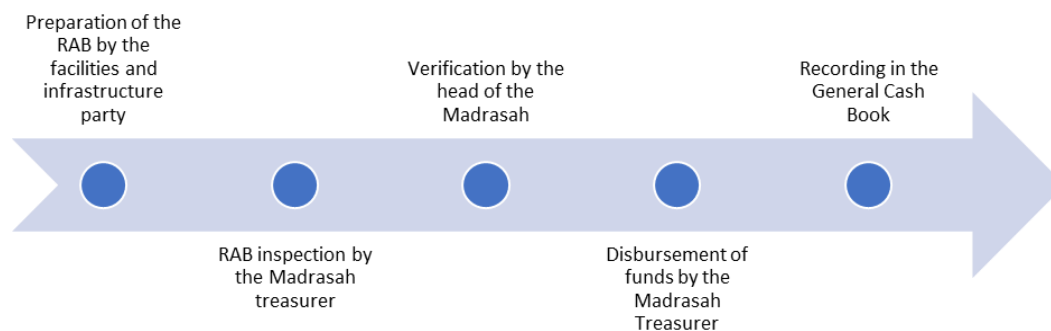 Preparation of the
RAB by the
facilities and
infrastructure
party
RAB inspection by
the Madrasah
treasurer
Verification by the
head of the
Madrasah
Disbursement of
funds by the
Madrasah
Treasurer
Recording in the
General Cash
Book